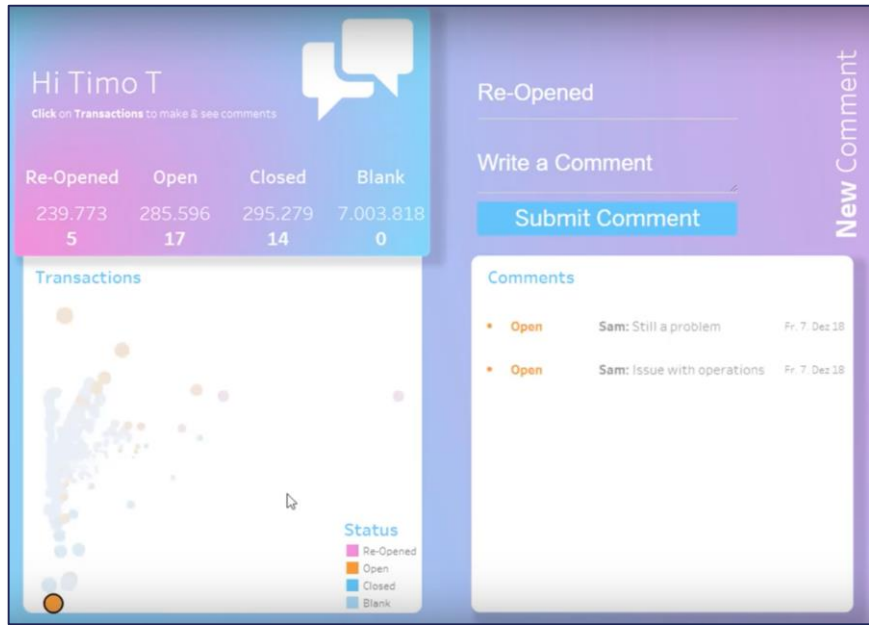 Hi Timo T
Click on Transactions to make & see comments
Re-Opened Open Closed Blank
239.773 285.596 295.279 7.003.818
5 17 14 0
Transactions
Status
Re-Opened
Open
Closed
Blank
Re-Opened
Write a Comment
Submit Comment
New Comment
Comments
Open Sam: Still a problem Fr. 7. Dez 18
Open Sam: Issue with operations Fr. 7. Dez 18